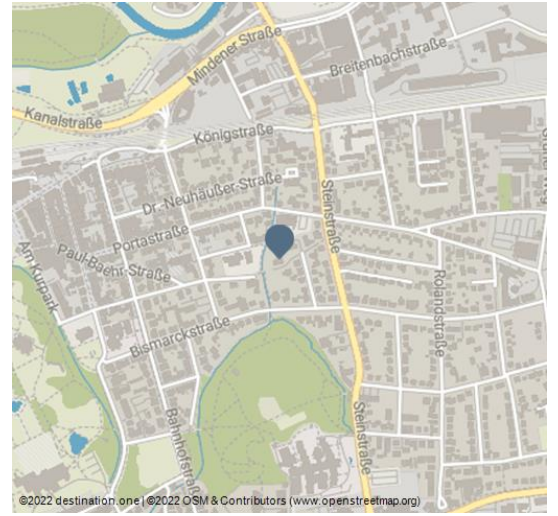 Mindener Straße
Breitenbachstraße
Kanalstraße
Königstraße
Dr.-Neuhäußer-Straße
Steinstraße
Portastraße
Paul-Baehr-Straße
Am Kurpark
Rolandstraße
Bismarckstraße
Steinstraße
Bahnhofstraße
©2022 destination.one | ©2022 OSM & Contributors (www.openstreetmap.org)